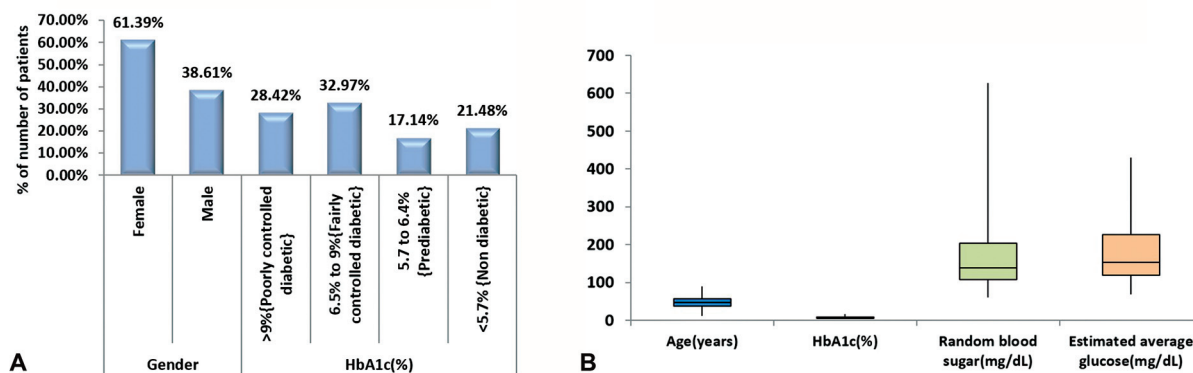 % of number of patients
70.00%
60.00%
50.00%
40.00%
30.00%
20.00%
10.00%
0.00%
61.39%
38.61%
28.42%
32.97%
17.14%
21.48%
Female
Male
>9%{Poorly controlled
diabetic}
6.5% to 9%{Fairly
controlled diabetic}
5.7 to 6.4%
{Prediabetic}
<5.7% {Non diabetic}
Gender
HbA1c(%)
A
700
600
500
400
300
200
100
0
Age(years)
HbA1c(%)
Random blood
sugar(mg/dL)
Estimated average
glucose(mg/dL)
B